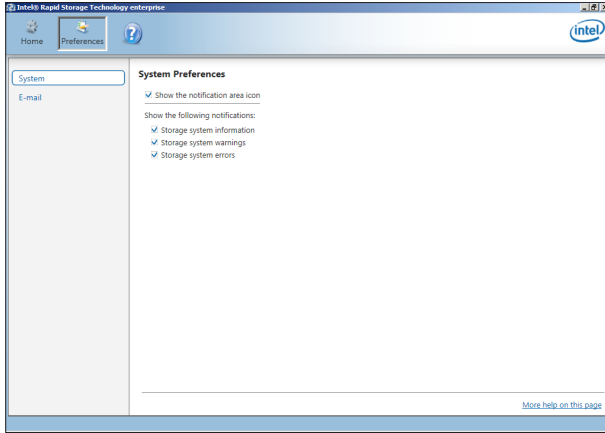 Intel® Rapid Storage Technology enterprise
Home
Preferences
?
intel
System
E-mail
System Preferences
Show the notification area icon
Show the following notifications:
Storage system information
Storage system warnings
Storage system errors
More help on this page